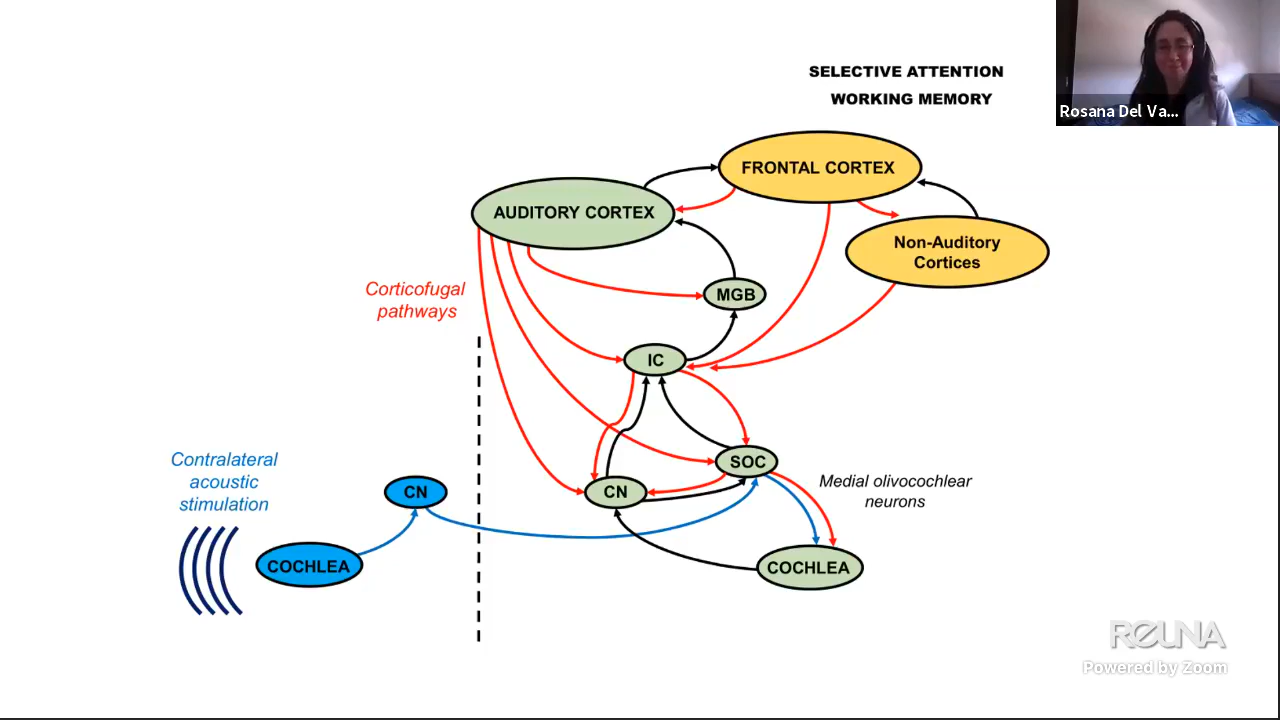 SELECTIVE ATTENTION
WORKING MEMORY
Rosana Del Va...
FRONTAL CORTEX
AUDITORY CORTEX
Non-Auditory
Cortices
Corticofugal
pathways
MGB
IC
Contralateral
acoustic
stimulation
SOC
CN
CN
Medial olivocochlear
neurons
COCHLEA
COCHLEA
REUNA
Powered by Zoom